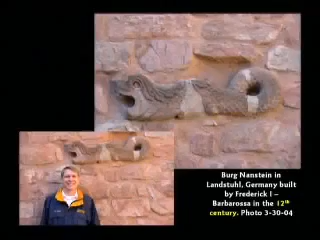 Burg Nanstein in
Landstuhl, Germany built
by Frederick I –
Barbarossa in the 12th
century. Photo 3-30-04